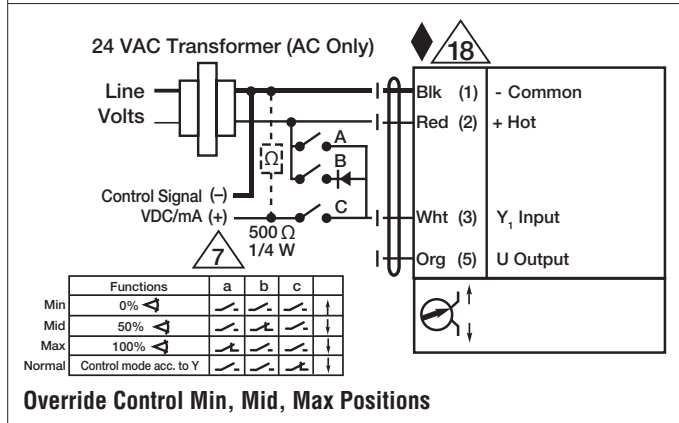 24 VAC Transformer (AC Only)
18
Line
Volts
Blk (1) - Common
Red (2) + Hot
A
Ω
B
Control Signal (–)
VDC/mA (+)
C
Wht (3) Y1 Input
500 Ω
1/4 W
7
Org (5) U Output
Functions a b c
Min 0%
Mid 50%
Max 100%
Normal Control mode acc. to Y
Override Control Min, Mid, Max Positions